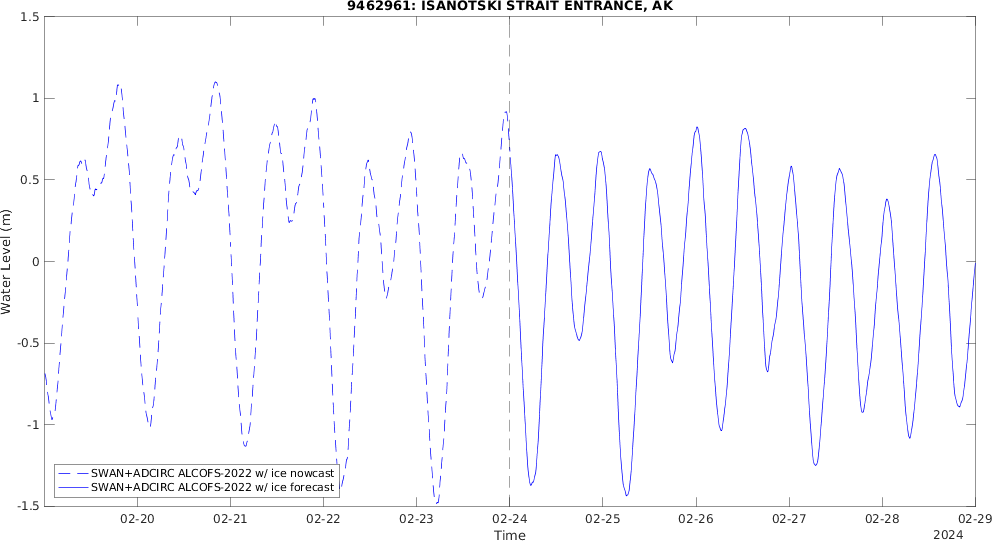 9462961: ISANOTSKI STRAIT ENTRANCE, AK
1.5
1
0.5
0
-0.5
-1
-1.5
Water Level (m)
SWAN+ADCIRC ALCOFS-2022 w/ ice nowcast
SWAN+ADCIRC ALCOFS-2022 w/ ice forecast
02-20 02-21 02-22 02-23 02-24 02-25 02-26 02-27 02-28 02-29
Time
2024